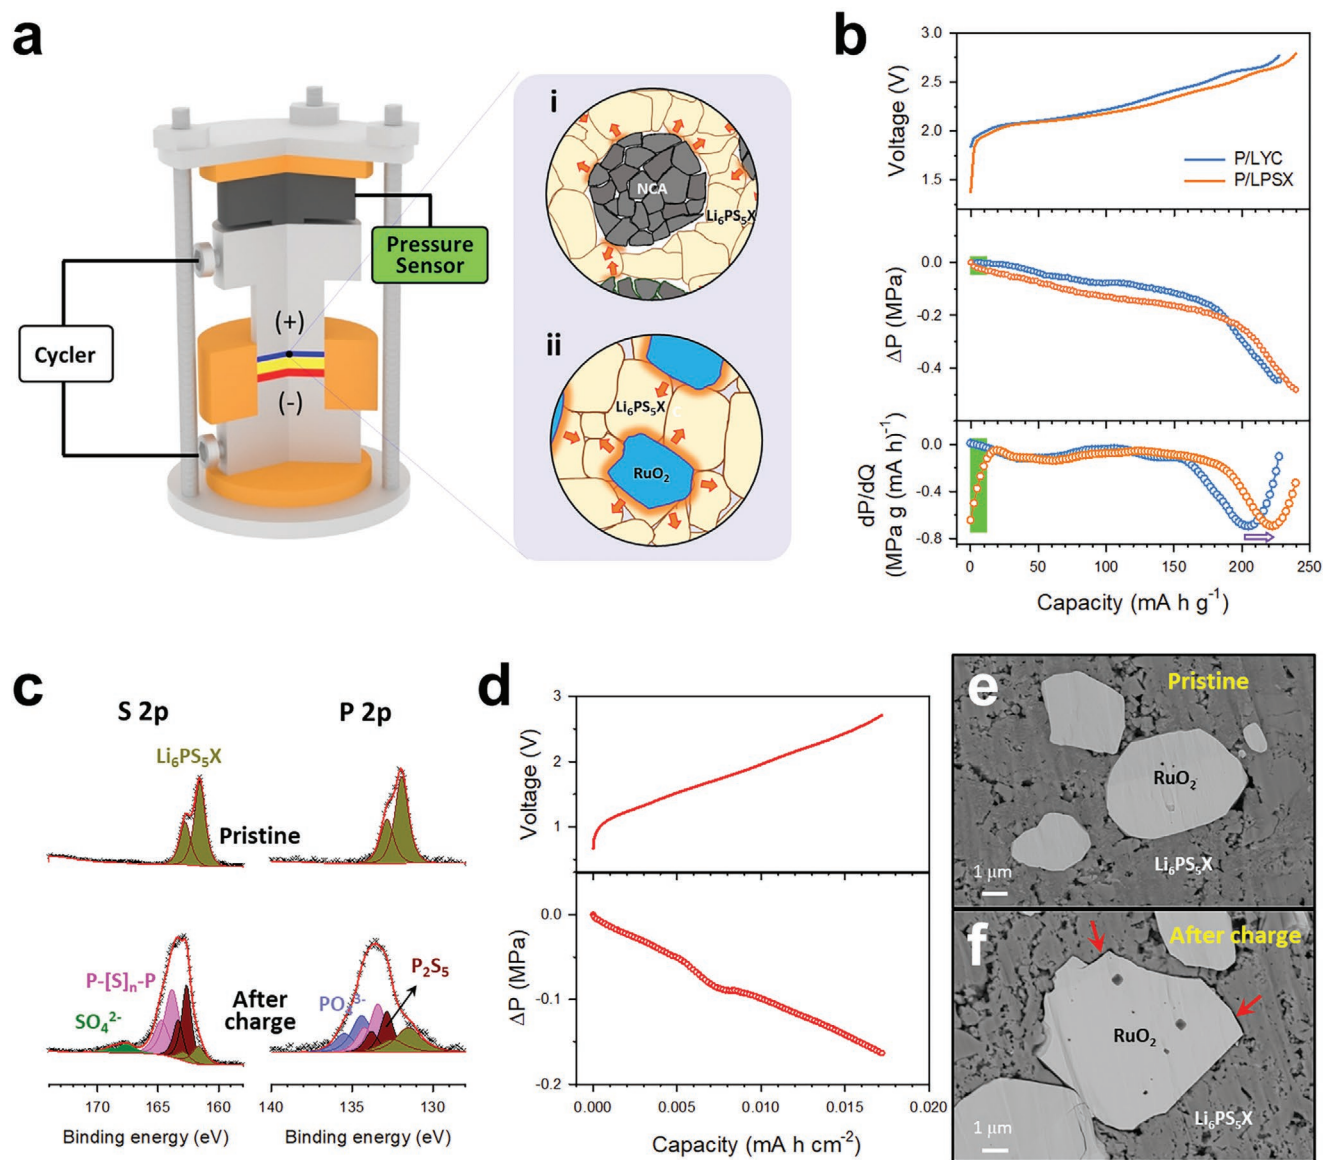 a
Pressure
Sensor
Cycler
(+)
(-)
i
NCA
Li₆PS₅X
ii
Li₆PS₅X
C
RuO₂
b
Voltage (V)
3.0
2.5
2.0
1.5
P/LYC
P/LPSX
ΔP (MPa)
0.0
-0.2
-0.4
dP/dQ
(MPa g (mA h)⁻¹)
0.0
-0.4
-0.8
0 50 100 150 200 250
Capacity (mA h g⁻¹)
c
S 2p
P 2p
Li₆PS₅X
Pristine
P-[S]ₙ-P
SO₄²⁻
After
charge
P₂S₅
170 165 160
140 135 130
Binding energy (eV)
Binding energy (eV)
d
Voltage (V)
3
2
1
ΔP (MPa)
0.0
-0.1
-0.2
0.000 0.005 0.010 0.015 0.020
Capacity (mA h cm⁻²)
e
Pristine
RuO₂
Li₆PS₅X
1 μm
f
After charge
RuO₂
Li₆PS₅X
1 μm